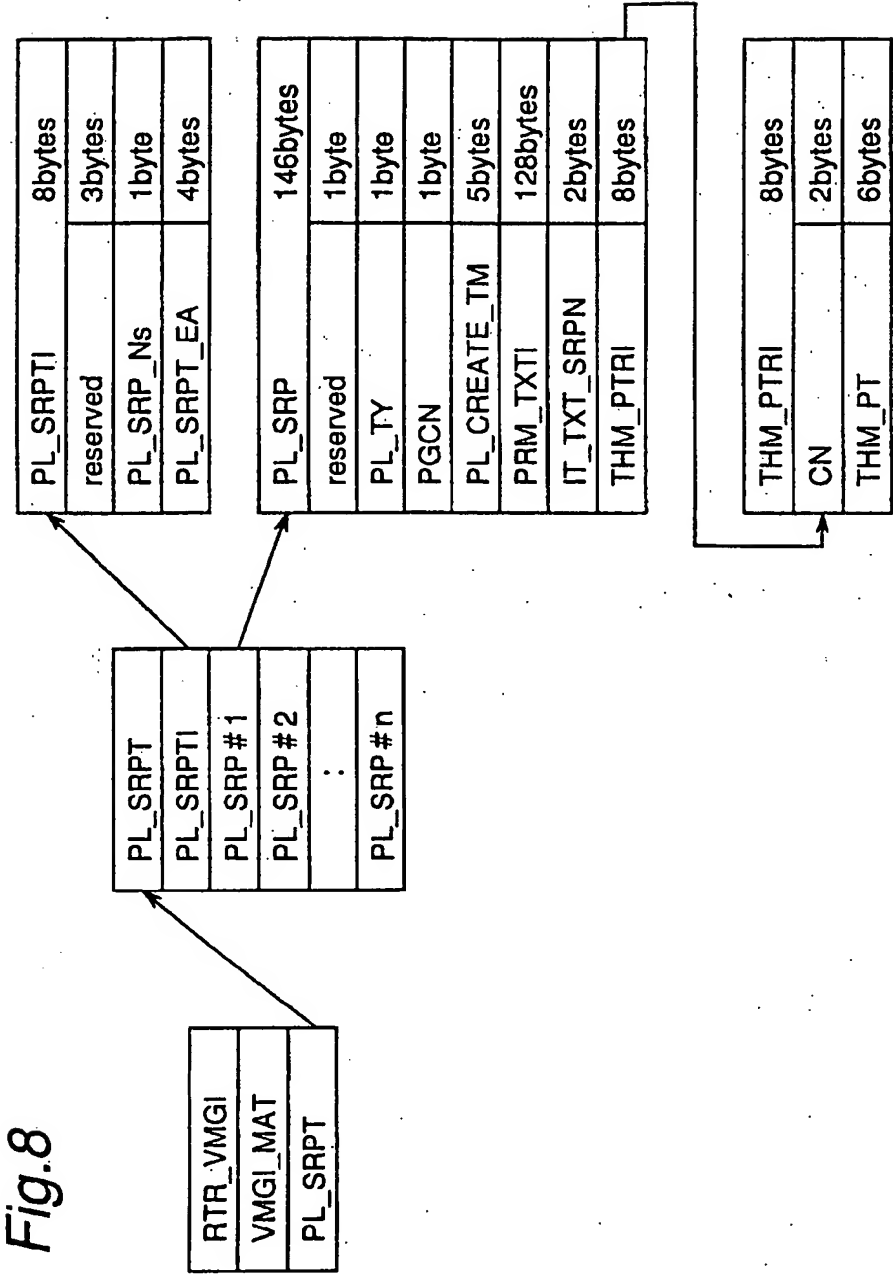 Fig.8
RTR_VMGI
VMGI_MAT
PL_SRPT
PL_SRPT
PL_SRPTI
PL_SRP#1
PL_SRP#2
:
PL_SRP#n
PL_SRPTI 8bytes
reserved 3bytes
PL_SRP_Ns 1byte
PL_SRPT_EA 4bytes
PL_SRP 146bytes
reserved 1byte
PL_TY 1byte
PGCN 1byte
PL_CREATE_TM 5bytes
PRM_TXTI 128bytes
IT_TXT_SRPN 2bytes
THM_PTRI 8bytes
THM_PTRI 8bytes
CN 2bytes
THM_PT 6bytes